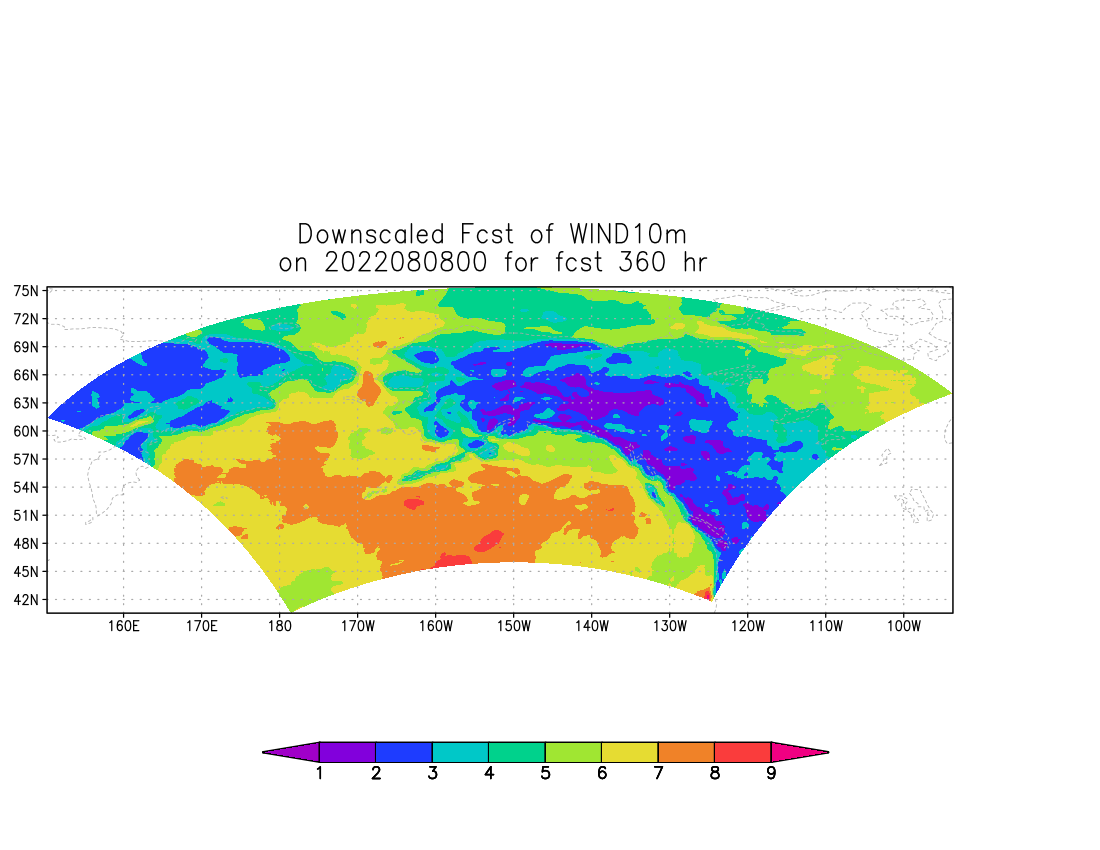 Downscaled Fcst of WIND10m
on 2022080800 for fcst 360 hr
75N
72N
69N
66N
63N
60N
57N
54N
51N
48N
45N
42N
160E 170E 180 170W 160W 150W 140W 130W 120W 110W 100W
1 2 3 4 5 6 7 8 9